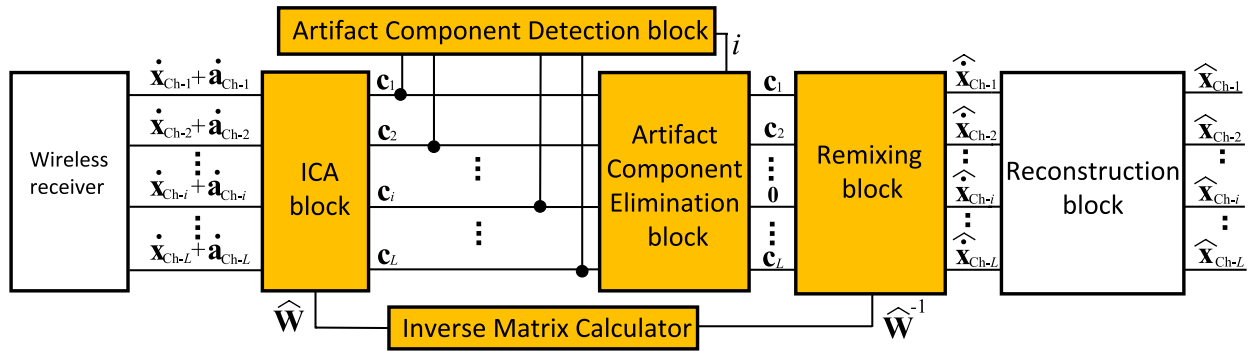 Artifact Component Detection block
i
Wireless
receiver
ẋCh-1+ ȧCh-1
ẋCh-2+ ȧCh-2
⋮
ẋCh-i+ ȧCh-i
⋮
ẋCh-L+ ȧCh-L
ICA
block
c1
c2
⋮
ci
⋮
cL
Artifact
Component
Elimination
block
c1
c2
⋮
0
⋮
cL
Remixing
block
ẋ̂Ch-1
ẋ̂Ch-2
⋮
ẋ̂Ch-i
⋮
ẋ̂Ch-L
Reconstruction
block
x̂Ch-1
x̂Ch-2
⋮
x̂Ch-i
⋮
x̂Ch-L
Ŵ
Inverse Matrix Calculator
Ŵ-1